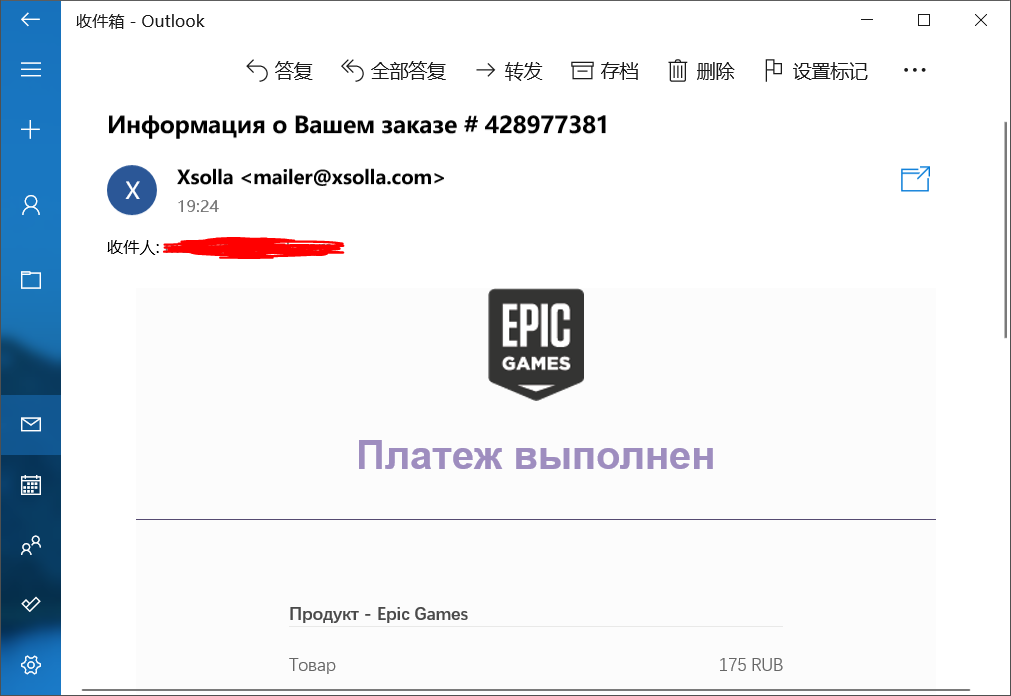 收件箱 - Outlook
答复 全部答复 转发 存档 删除 设置标记
Информация о Вашем заказе # 428977381
X
Xsolla <mailer@xsolla.com>
19:24
收件人:
EPIC
GAMES
Платеж выполнен
Продукт - Epic Games
Товар 175 RUB